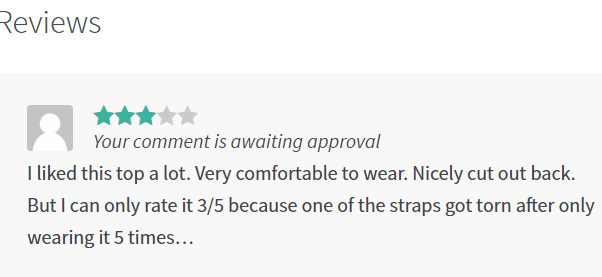 Reviews
Your comment is awaiting approval
I liked this top a lot. Very comfortable to wear. Nicely cut out back.
But I can only rate it 3/5 because one of the straps got torn after only
wearing it 5 times…